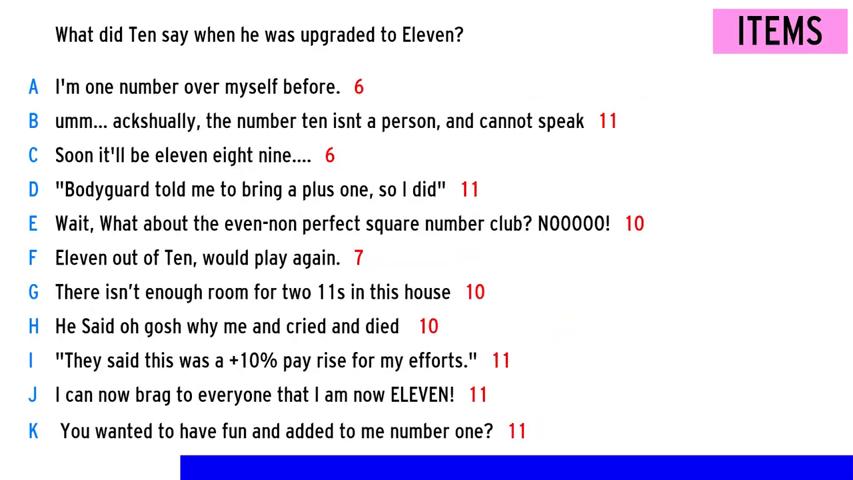 What did Ten say when he was upgraded to Eleven?
ITEMS
A I'm one number over myself before. 6
B umm... ackshually, the number ten isnt a person, and cannot speak 11
C Soon it'll be eleven eight nine.... 6
D "Bodyguard told me to bring a plus one, so I did" 11
E Wait, What about the even-non perfect square number club? NOOOOO! 10
F Eleven out of Ten, would play again. 7
G There isn't enough room for two 11s in this house 10
H He Said oh gosh why me and cried and died 10
I "They said this was a +10% pay rise for my efforts." 11
J I can now brag to everyone that I am now ELEVEN! 11
K You wanted to have fun and added to me number one? 11